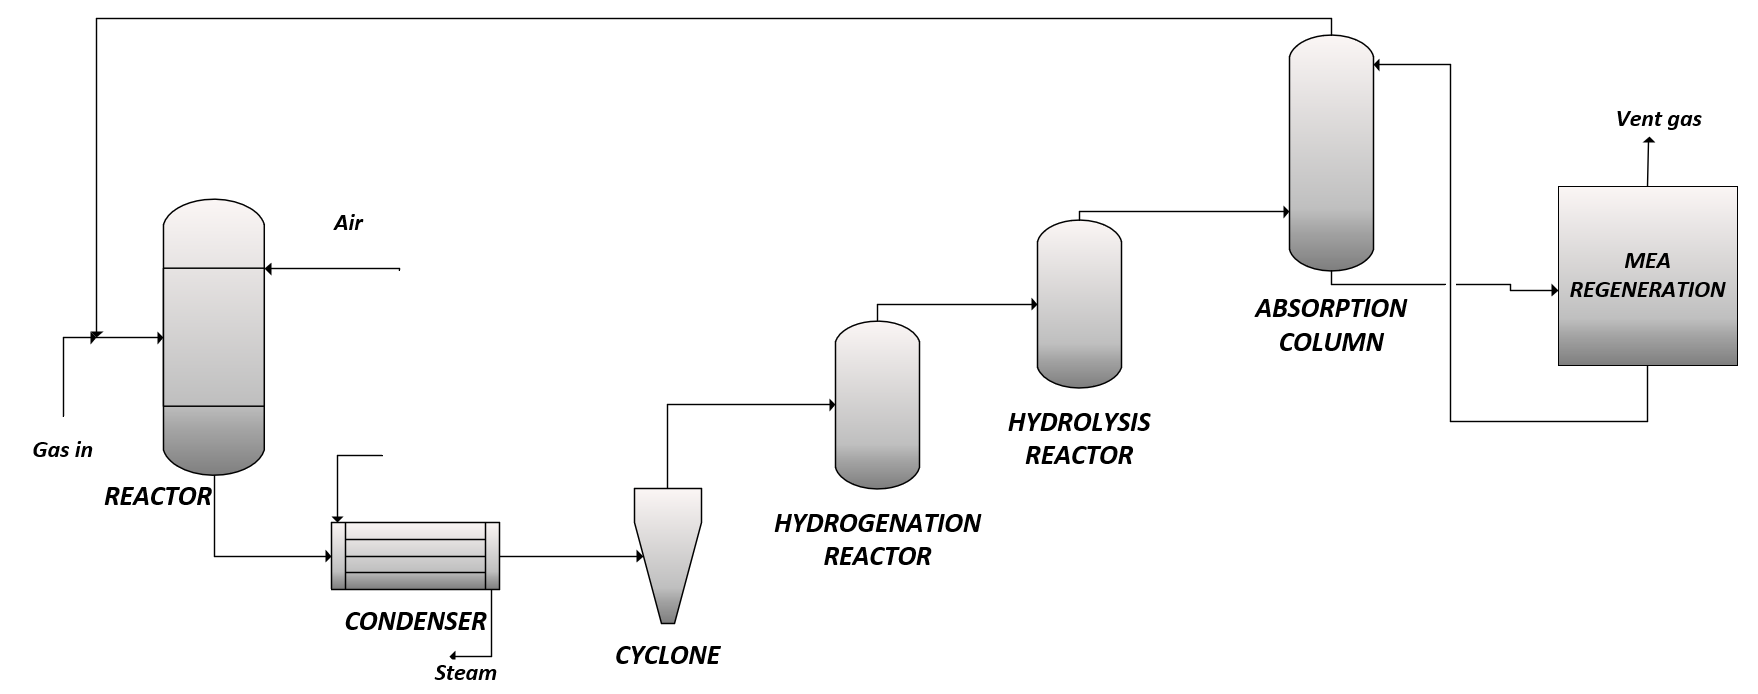 Vent gas
Air
MEA
REGENERATION
ABSORPTION
COLUMN
Gas in
HYDROLYSIS
REACTOR
REACTOR
HYDROGENATION
REACTOR
CONDENSER
CYCLONE
Steam